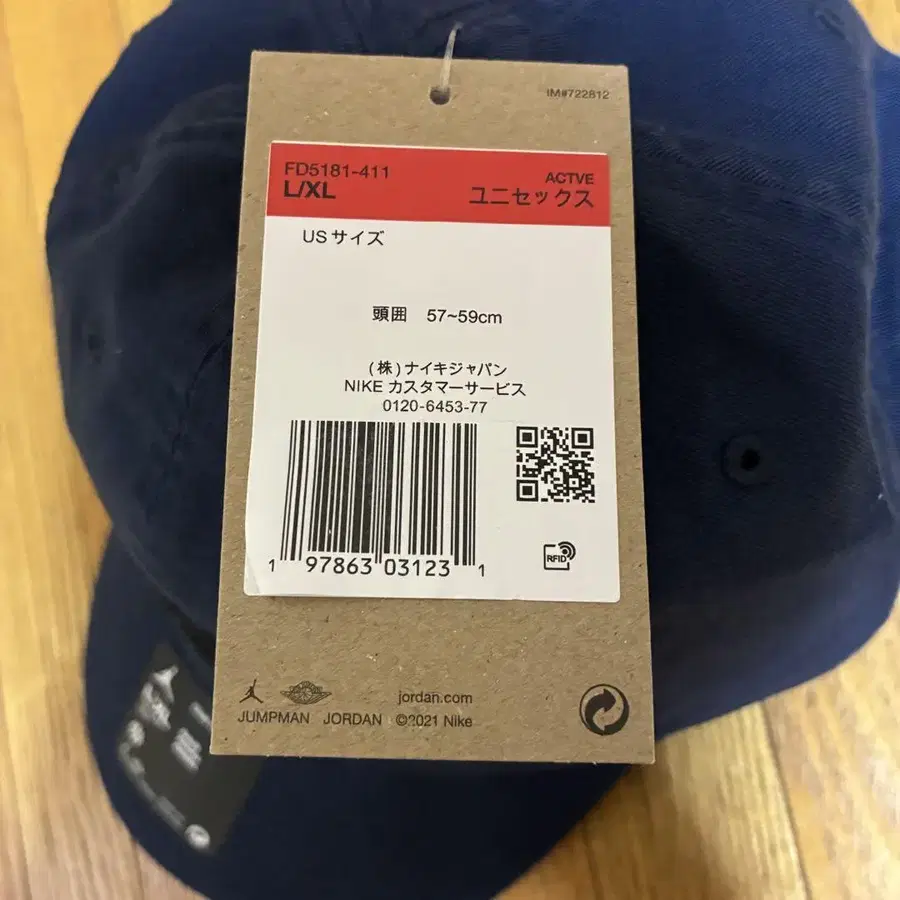 IM#722812
FD5181-411
L/XL
ACTVE
ユニセックス
USサイズ
頭囲 57~59cm
(株)ナイキジャパン
NIKE カスタマーサービス
0120-6453-77
1 97863 03123 1
RFID
jordan.com
JUMPMAN JORDAN ©2021 Nike